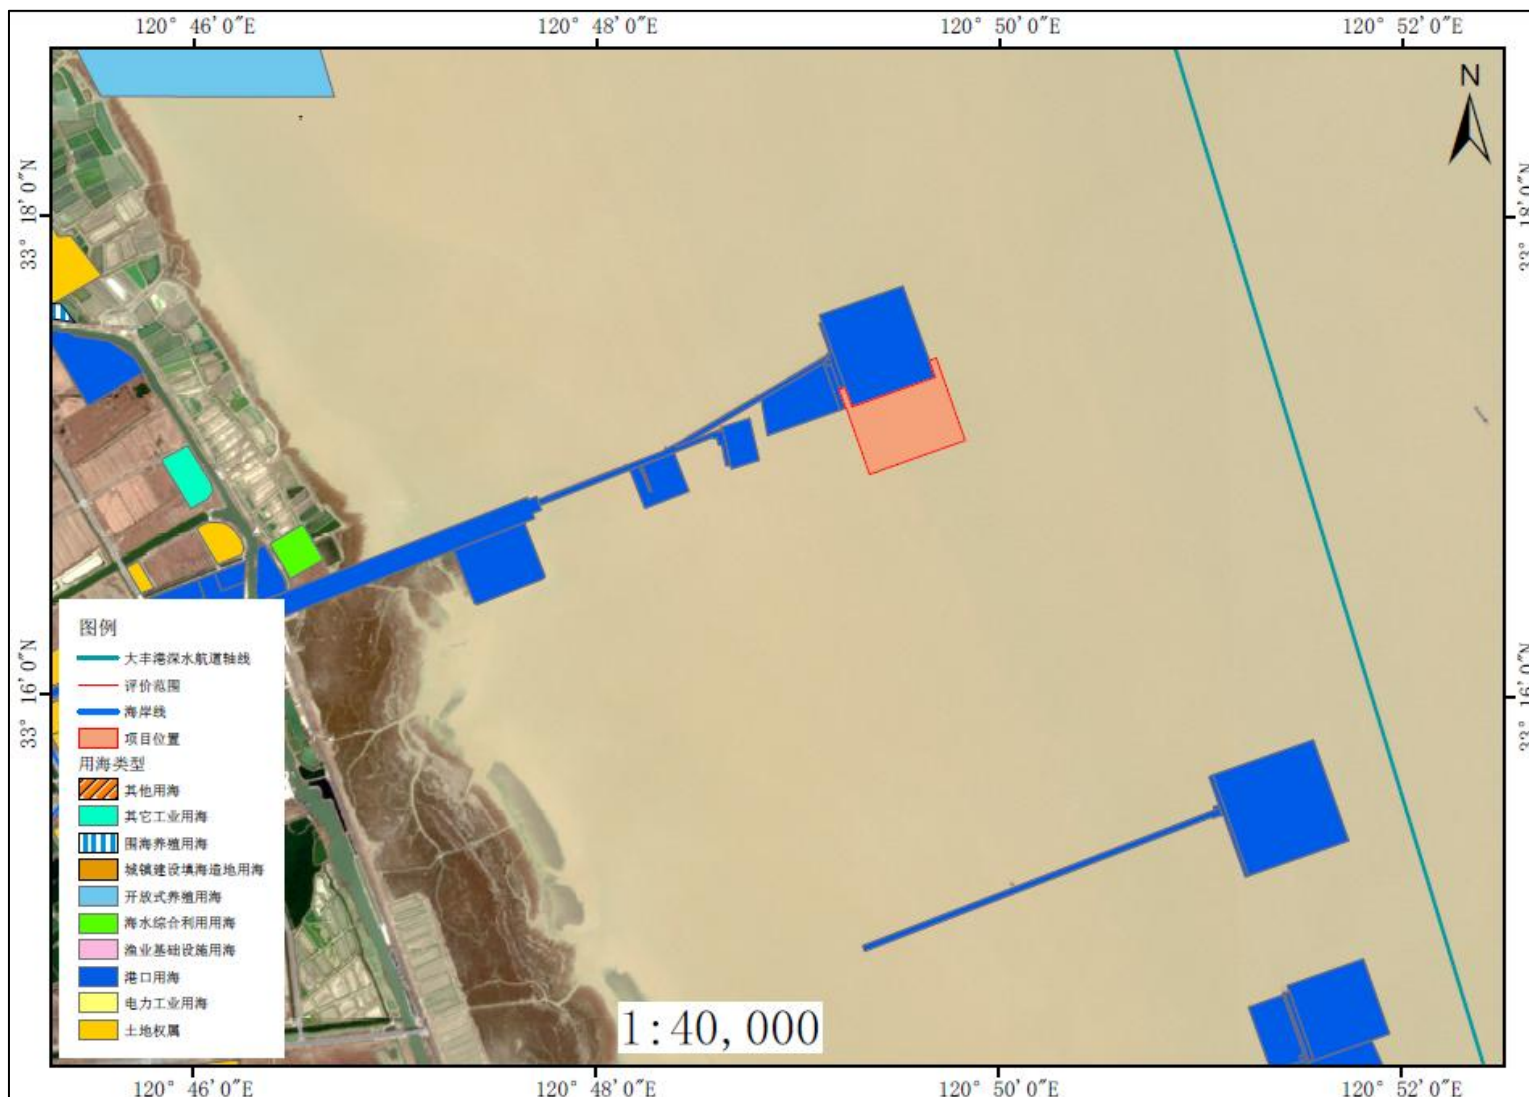 120° 46′0″E
120° 48′0″E
120° 50′0″E
120° 52′0″E
N
33° 18′0″N
33° 18′0″N
33° 16′0″N
33° 16′0″N
图例
大丰港深水航道轴线
评价范围
海岸线
项目位置
用海类型
其他用海
其它工业用海
围海养殖用海
城镇建设填海造地用海
开放式养殖用海
海水综合利用用海
渔业基础设施用海
港口用海
电力工业用海
土地权属
1:40,000
120° 46′0″E
120° 48′0″E
120° 50′0″E
120° 52′0″E